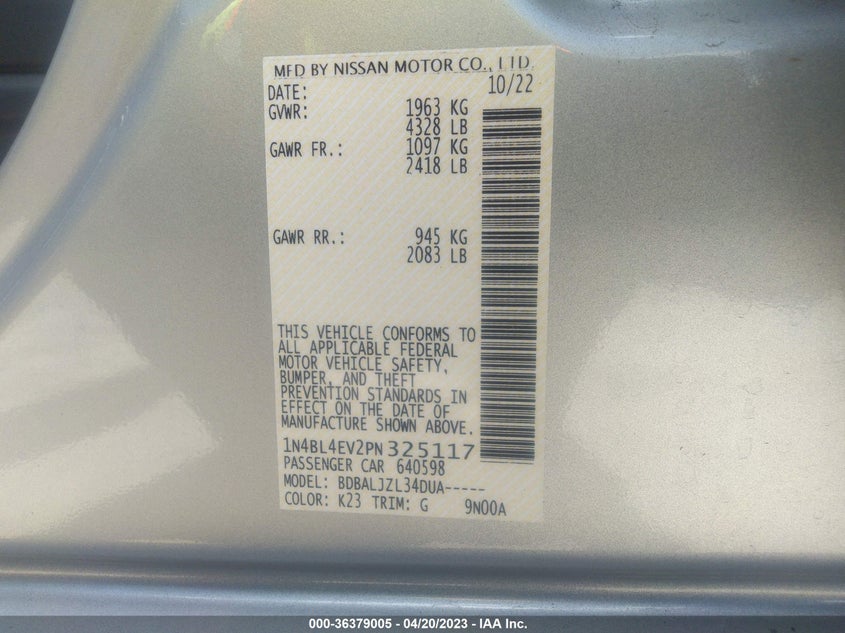 MFD BY NISSAN MOTOR CO., LTD.
DATE: 10/22
GVWR: 1963 KG
4328 LB
GAWR FR.: 1097 KG
2418 LB
GAWR RR.: 945 KG
2083 LB
THIS VEHICLE CONFORMS TO
ALL APPLICABLE FEDERAL
MOTOR VEHICLE SAFETY,
BUMPER, AND THEFT
PREVENTION STANDARDS IN
EFFECT ON THE DATE OF
MANUFACTURE SHOWN ABOVE.
1N4BL4EV2PN325117
PASSENGER CAR 640598
MODEL: BDBALJZL34DUA-----
COLOR: K23 TRIM: G 9N00A
000-36379005 - 04/20/2023 - IAA Inc.